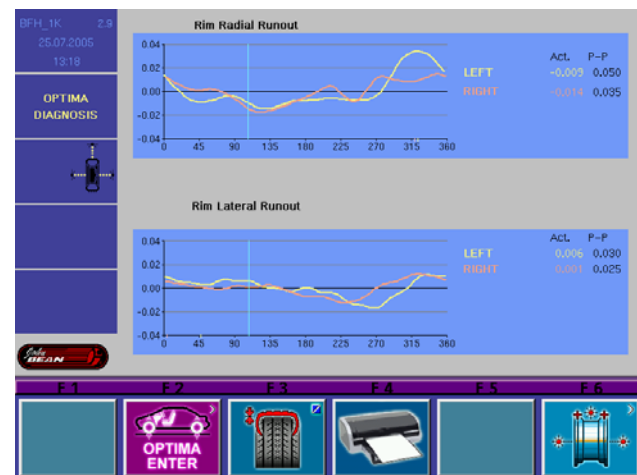 BFH_1K 2.9
25.07.2005
13:18
OPTIMA
DIAGNOSIS
Rim Radial Runout
0.04
0.02
0.00
-0.02
-0.04
0 45 90 135 180 225 270 315 360
Act. P-P
LEFT -0.009 0.050
RIGHT -0.014 0.035
Rim Lateral Runout
0.04
0.02
0.00
-0.02
-0.04
0 45 90 135 180 225 270 315 360
Act. P-P
LEFT 0.006 0.030
RIGHT 0.001 0.025
John
BEAN
F 1 F 2 F 3 F 4 F 5 F 6
OPTIMA
ENTER